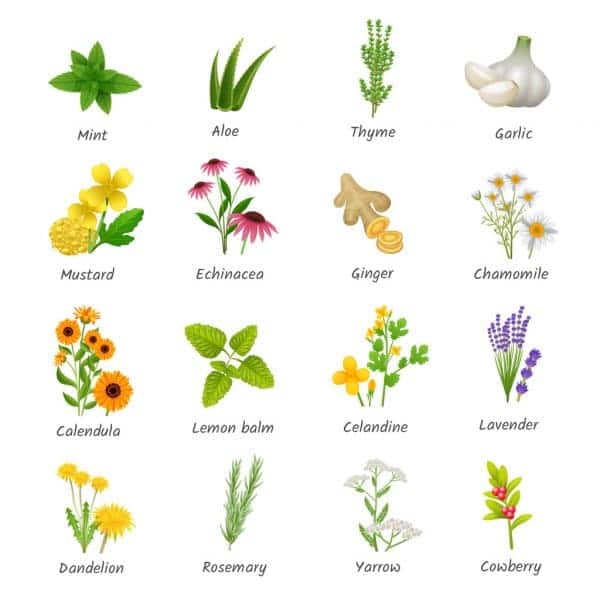 Mint
Aloe
Thyme
Garlic
Mustard
Echinacea
Ginger
Chamomile
Calendula
Lemon balm
Celandine
Lavender
Dandelion
Rosemary
Yarrow
Cowberry